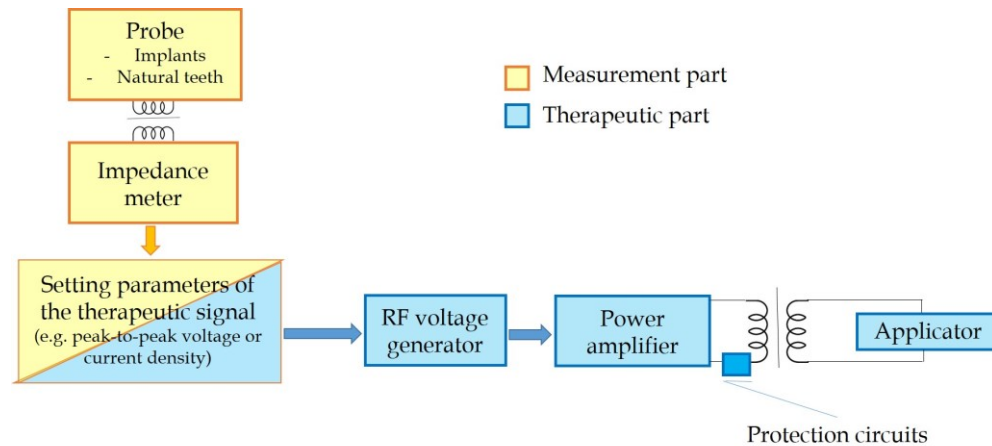 Probe
- Implants
- Natural teeth
Impedance
meter
Measurement part
Therapeutic part
Setting parameters of
the therapeutic signal
(e.g. peak-to-peak voltage or
current density)
RF voltage
generator
Power
amplifier
Applicator
Protection circuits